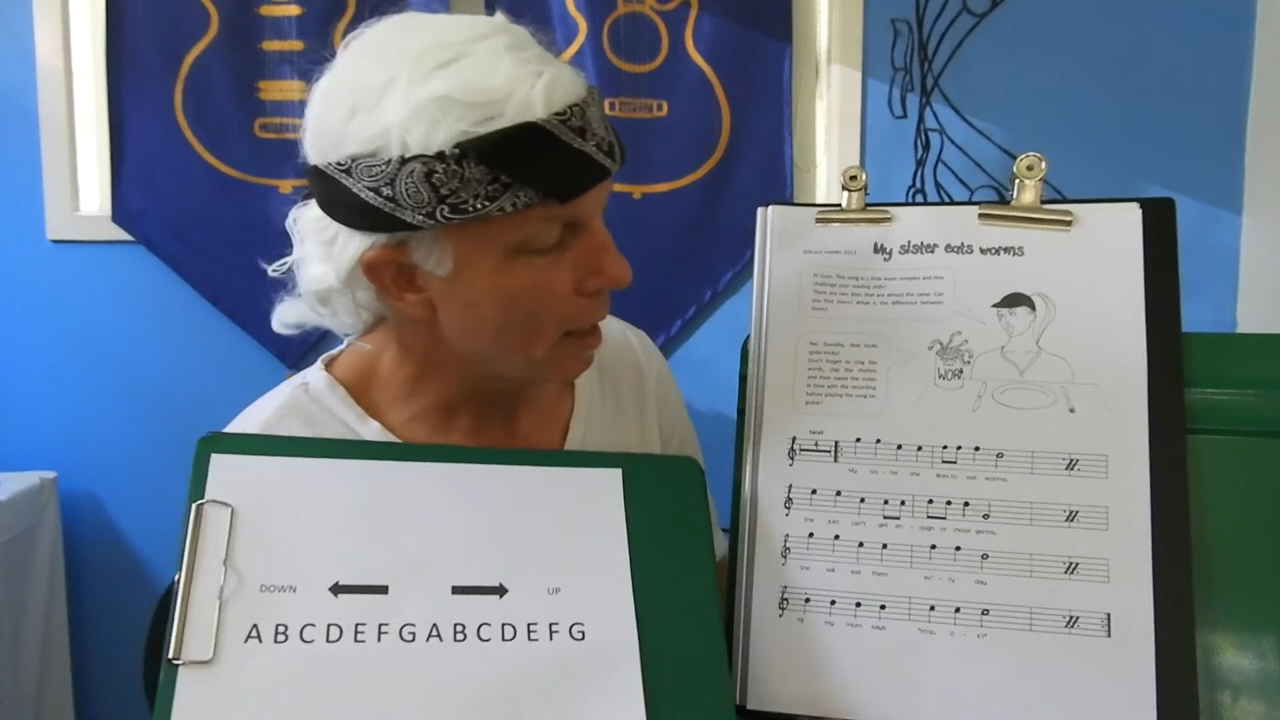 My sister eats worms
Hi Guys. This song is a little more complex and may
challenge your reading skills!
There are two lines that are almost the same. Can
you find them? What is the difference between
them?
Yes, Dorothy, that looks
quite tricky!
Don't forget to sing the
words, clap the rhythm
and then name the notes
in time with the recording
before playing the song on
guitar!
WOR
4
My sis - ter she likes to eat worms,
She just can't get en - ough of those germs.
She will eat them ev' - ry day,
my mum says
DOWN UP
A B C D E F G A B C D E F G